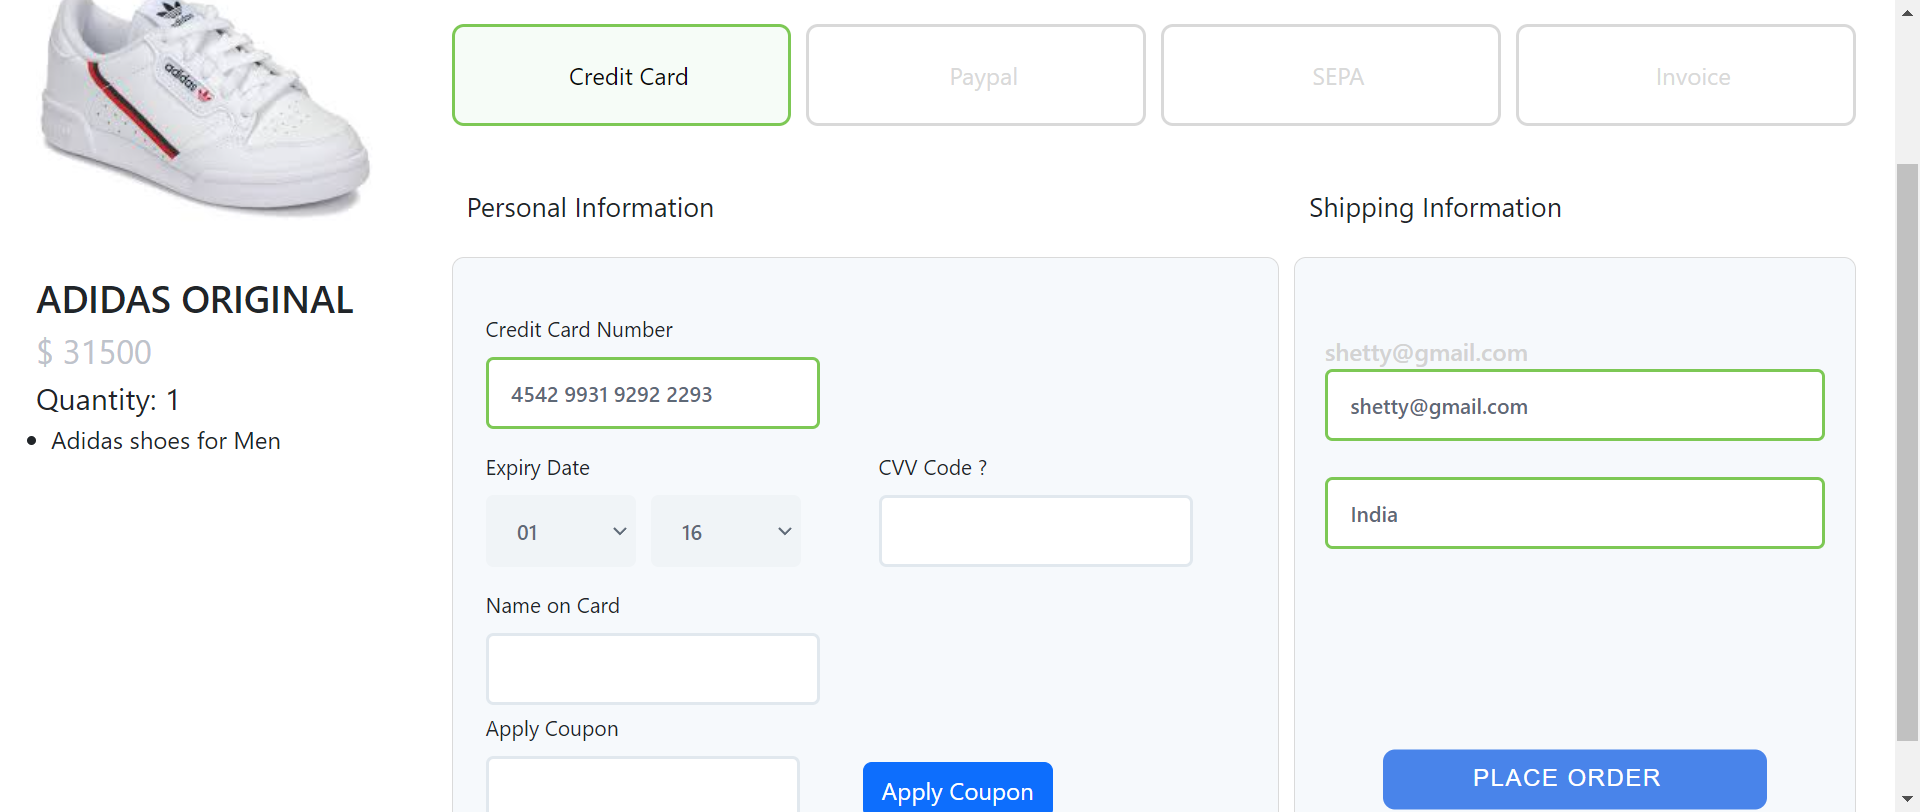 adidas
adidas
Credit Card
Paypal
SEPA
Invoice
Personal Information
Shipping Information
ADIDAS ORIGINAL
$ 31500
Quantity: 1
Adidas shoes for Men
Credit Card Number
4542 9931 9292 2293
Expiry Date
CVV Code ?
01
16
Name on Card
Apply Coupon
Apply Coupon
shetty@gmail.com
shetty@gmail.com
India
PLACE ORDER